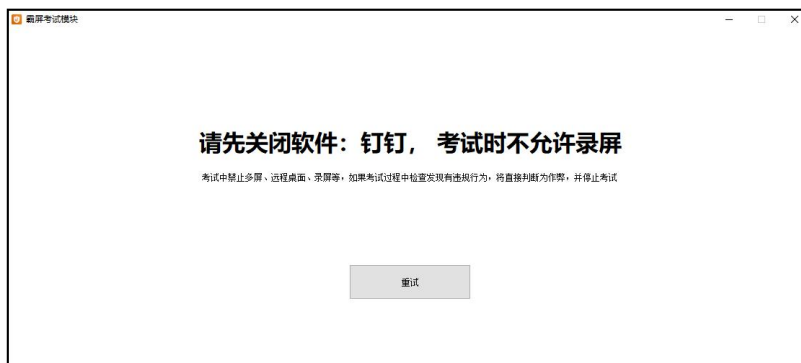 霸屏考试模块
请先关闭软件：钉钉， 考试时不允许录屏
考试中禁止多屏、远程桌面、录屏等，如果考试过程中检查发现有违规行为，将直接判断为作弊，并停止考试
重试